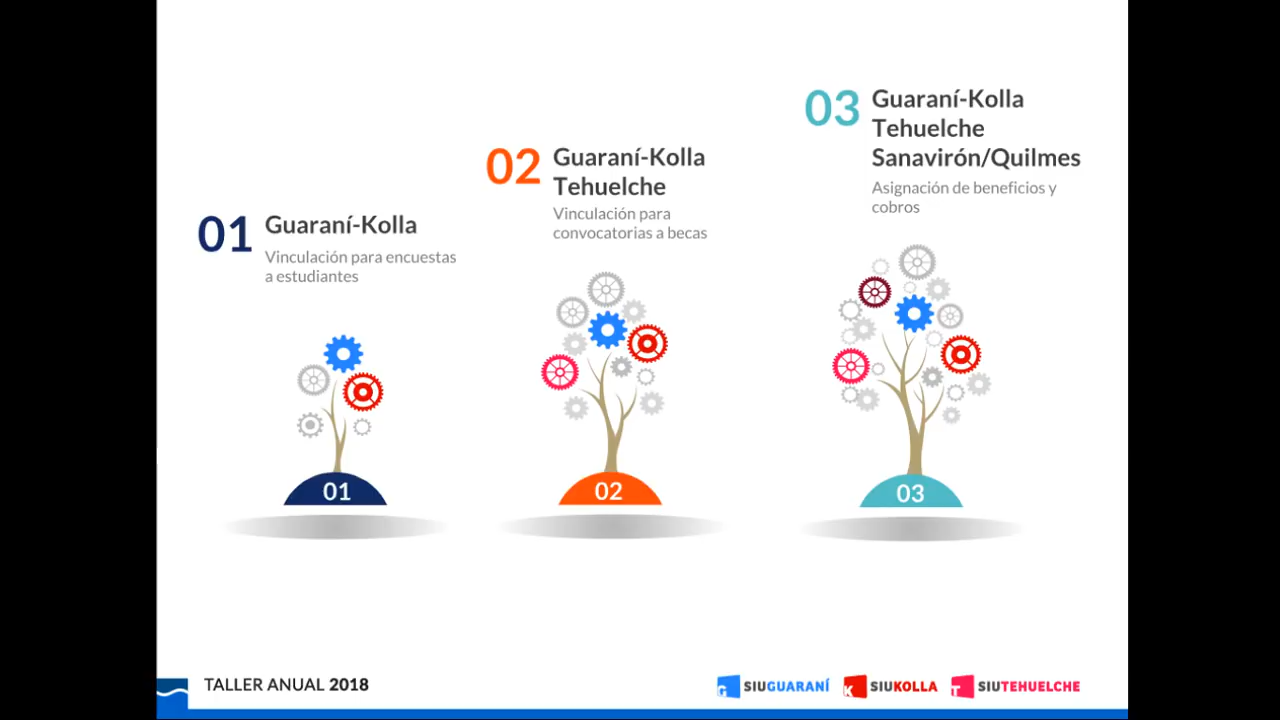 01
Guaraní-Kolla
Vinculación para encuestas
a estudiantes
02
Guaraní-Kolla
Tehuelche
Vinculación para
convocatorias a becas
03
Guaraní-Kolla
Tehuelche
Sanavirón/Quilmes
Asignación de beneficios y
cobros
01
02
03
TALLER ANUAL 2018
G SIUGUARANÍ
K SIUKOLLA
T SIUTEHUELCHE